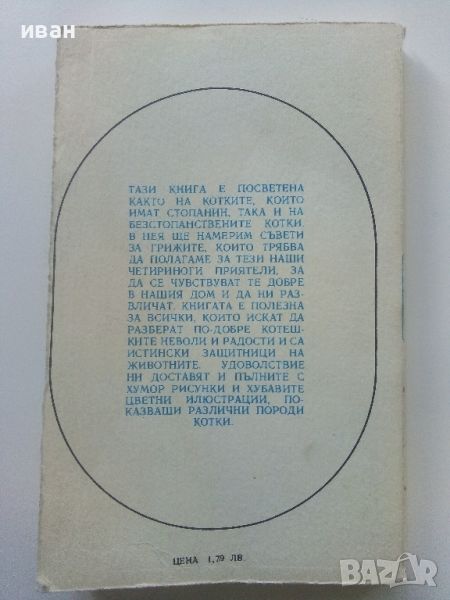 иван
ТАЗИ КНИГА Е ПОСВЕТЕНА
КАКТО НА КОТКИТЕ, КОИТО
ИМАТ СТОПАНИН, ТАКА И НА
БЕЗСТОПАНСТВЕНИТЕ КОТКИ.
В НЕЯ ЩЕ НАМЕРИМ СЪВЕТИ
ЗА ГРИЖИТЕ, КОИТО ТРЯБВА
ДА ПОЛАГАМЕ ЗА ТЕЗИ НАШИ
ЧЕТИРИНОГИ ПРИЯТЕЛИ, ЗА
ДА СЕ ЧУВСТВУВАТ ТЕ ДОБРЕ
В НАШИЯ ДОМ И ДА НИ РАЗ-
ВЛИЧАТ. КНИГАТА Е ПОЛЕЗНА
ЗА ВСИЧКИ, КОИТО ИСКАТ ДА
РАЗБЕРАТ ПО-ДОБРЕ КОТЕШ-
КИТЕ НЕВОЛИ И РАДОСТИ И СА
ИСТИНСКИ ЗАЩИТНИЦИ НА
ЖИВОТНИТЕ. УДОВОЛСТВИЕ
НИ ДОСТАВЯТ И ПЪЛНИТЕ С
ХУМОР РИСУНКИ И ХУБАВИТЕ
ЦВЕТНИ ИЛЮСТРАЦИИ, ПО-
КАЗВАЩИ РАЗЛИЧНИ ПОРОДИ
КОТКИ.
ЦЕНА 1,79 ЛВ.
BAZAR